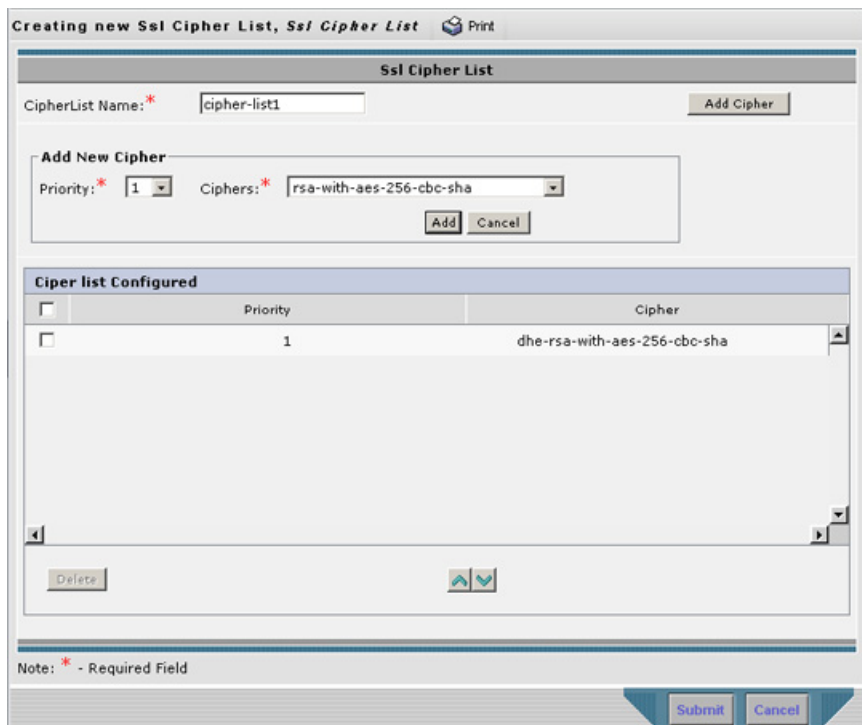 Creating new Ssl Cipher List, Ssl Cipher List Print
Ssl Cipher List
CipherList Name:* cipher-list1 Add Cipher
Add New Cipher
Priority:* 1 Ciphers:* rsa-with-aes-256-cbc-sha
Add Cancel
Ciper list Configured
Priority Cipher
1 dhe-rsa-with-aes-256-cbc-sha
Delete
Note: * - Required Field
Submit Cancel